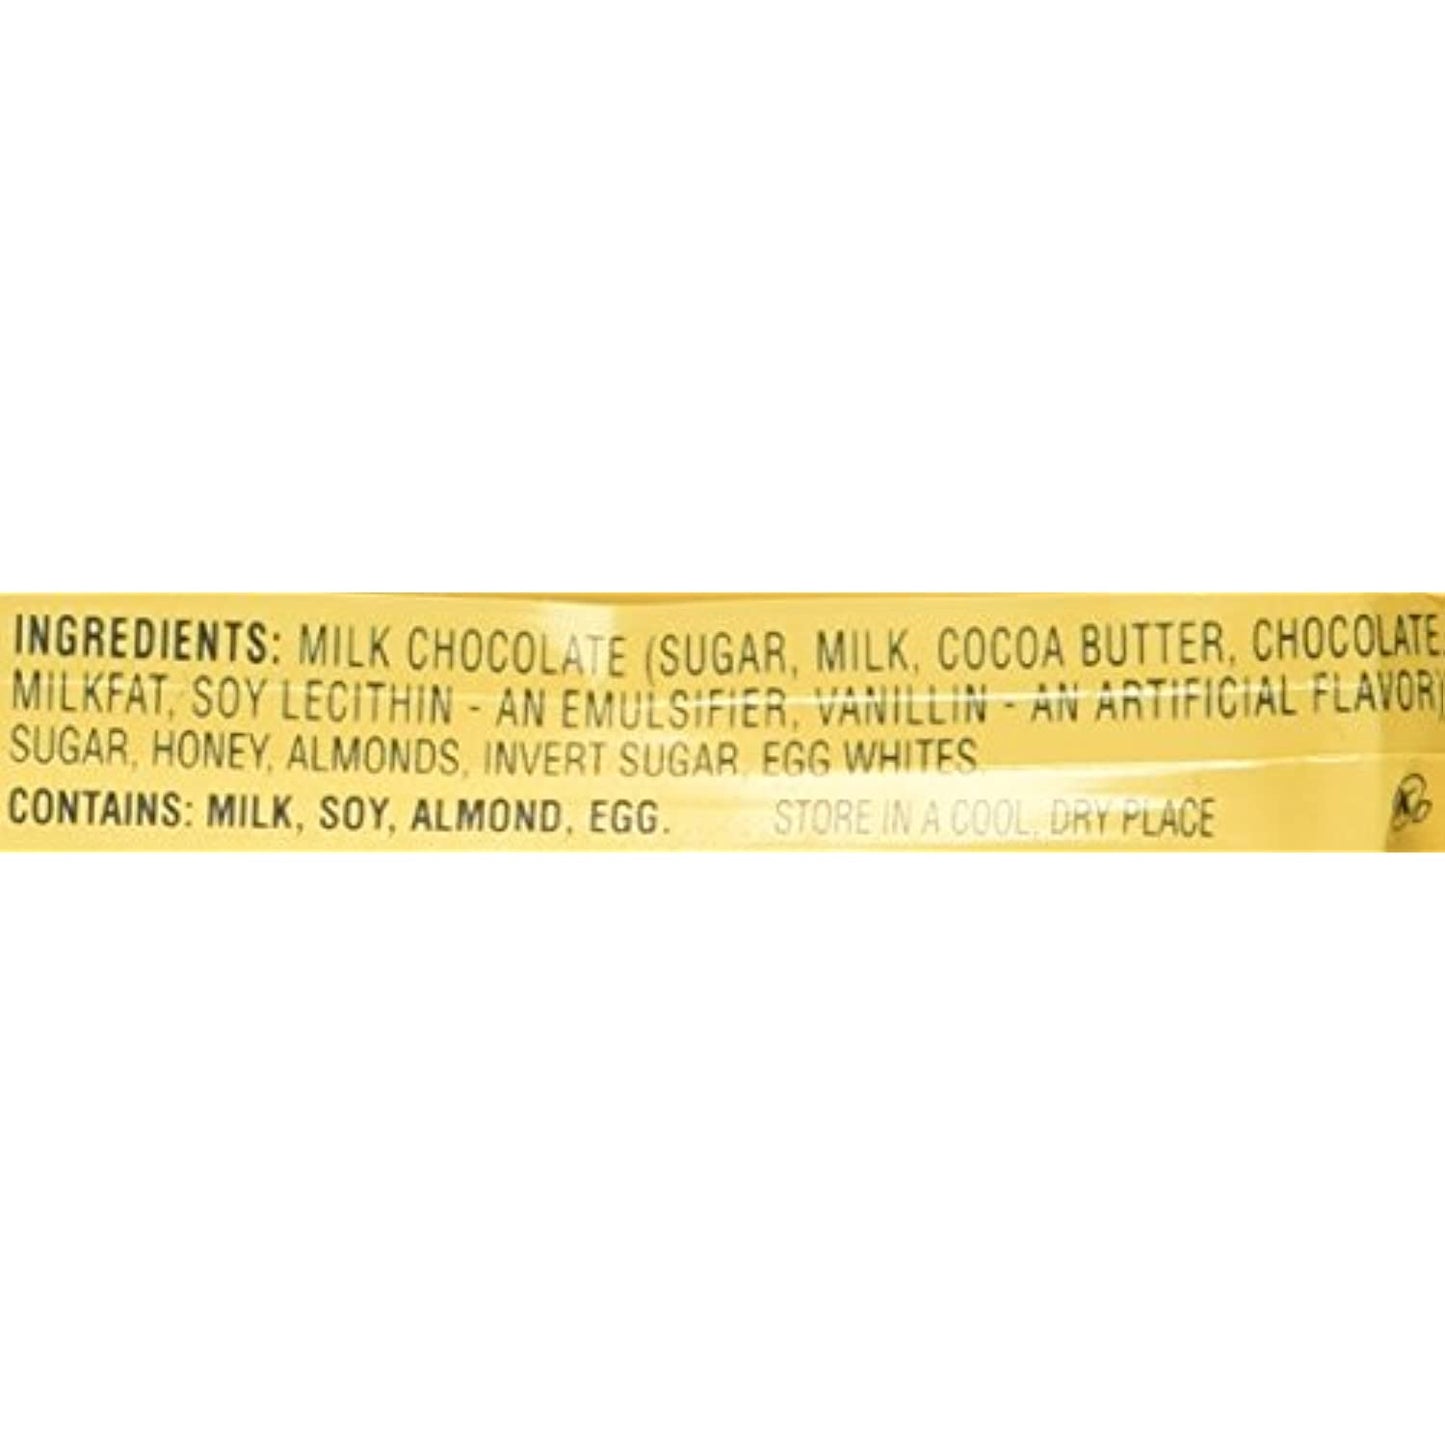 INGREDIENTS: MILK CHOCOLATE (SUGAR, MILK, COCOA BUTTER, CHOCOLATE,
MILKFAT, SOY LECITHIN - AN EMULSIFIER, VANILLIN - AN ARTIFICIAL FLAVOR)
SUGAR, HONEY, ALMONDS, INVERT SUGAR, EGG WHITES.
CONTAINS: MILK, SOY, ALMOND, EGG. STORE IN A COOL, DRY PLACE